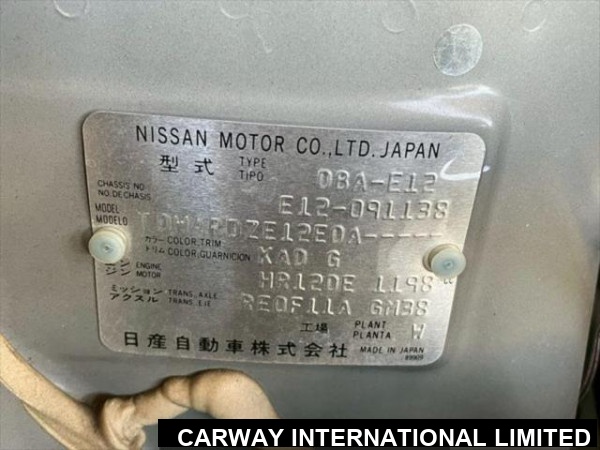 NISSAN MOTOR CO.,LTD.JAPAN
型式 TYPE TIPO DBA-E12
CHASSIS NO. NO.DE CHASIS E12-091138
MODEL MODELO
カラー COLOR,TRIM トリム COLOR,GUARNICION KAD G
エンジン ENGINE MOTOR HR12DE 1198 cc
ミッション TRANS. アクスル AXLE TRANS. EJE RE0F11A GM38
工場 PLANT PLANTA W
日産自動車株式会社 MADE IN JAPAN
CARWAY INTERNATIONAL LIMITED